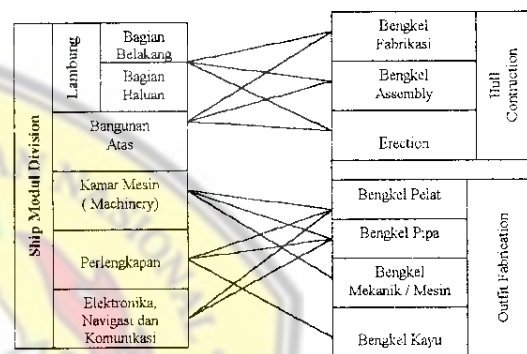 Ship Modul Division
Lambung
Bagian
Belakang
Bagian
Haluan
Bangunan
Atas
Kamar Mesin
( Machinery)
Perlengkapan
Elektronika,
Navigasi dan
Komunikasi
Bengkel
Fabrikasi
Bengkel
Assembly
Erection
Hull
Contruction
Bengkel Pelat
Bengkel Pipa
Bengkel
Mekanik / Mesin
Bengkel Kayu
Outfit Fabrication